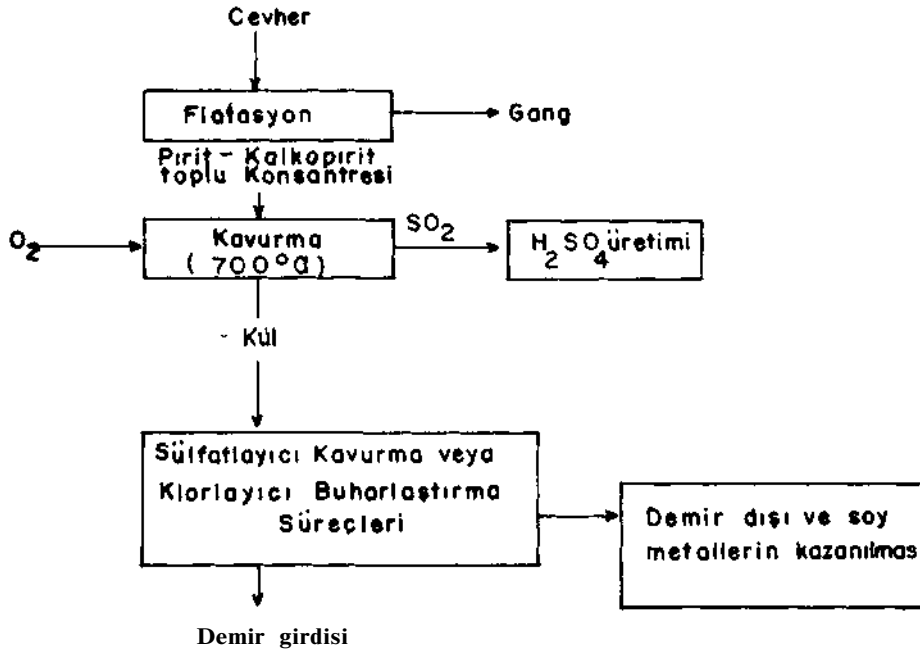 Cevher
Flotasyon
Gang
Pirit - Kalkopirit
toplu Konsantresi
O2
Kavurma
( 700°C)
SO2
H2SO4 üretimi
- Kül
Sülfatlayıcı Kavurma veya
Klorlayıcı Buharlaştırma
Süreçleri
Demir dışı ve soy
metallerin kazanılmas
Demir girdisi